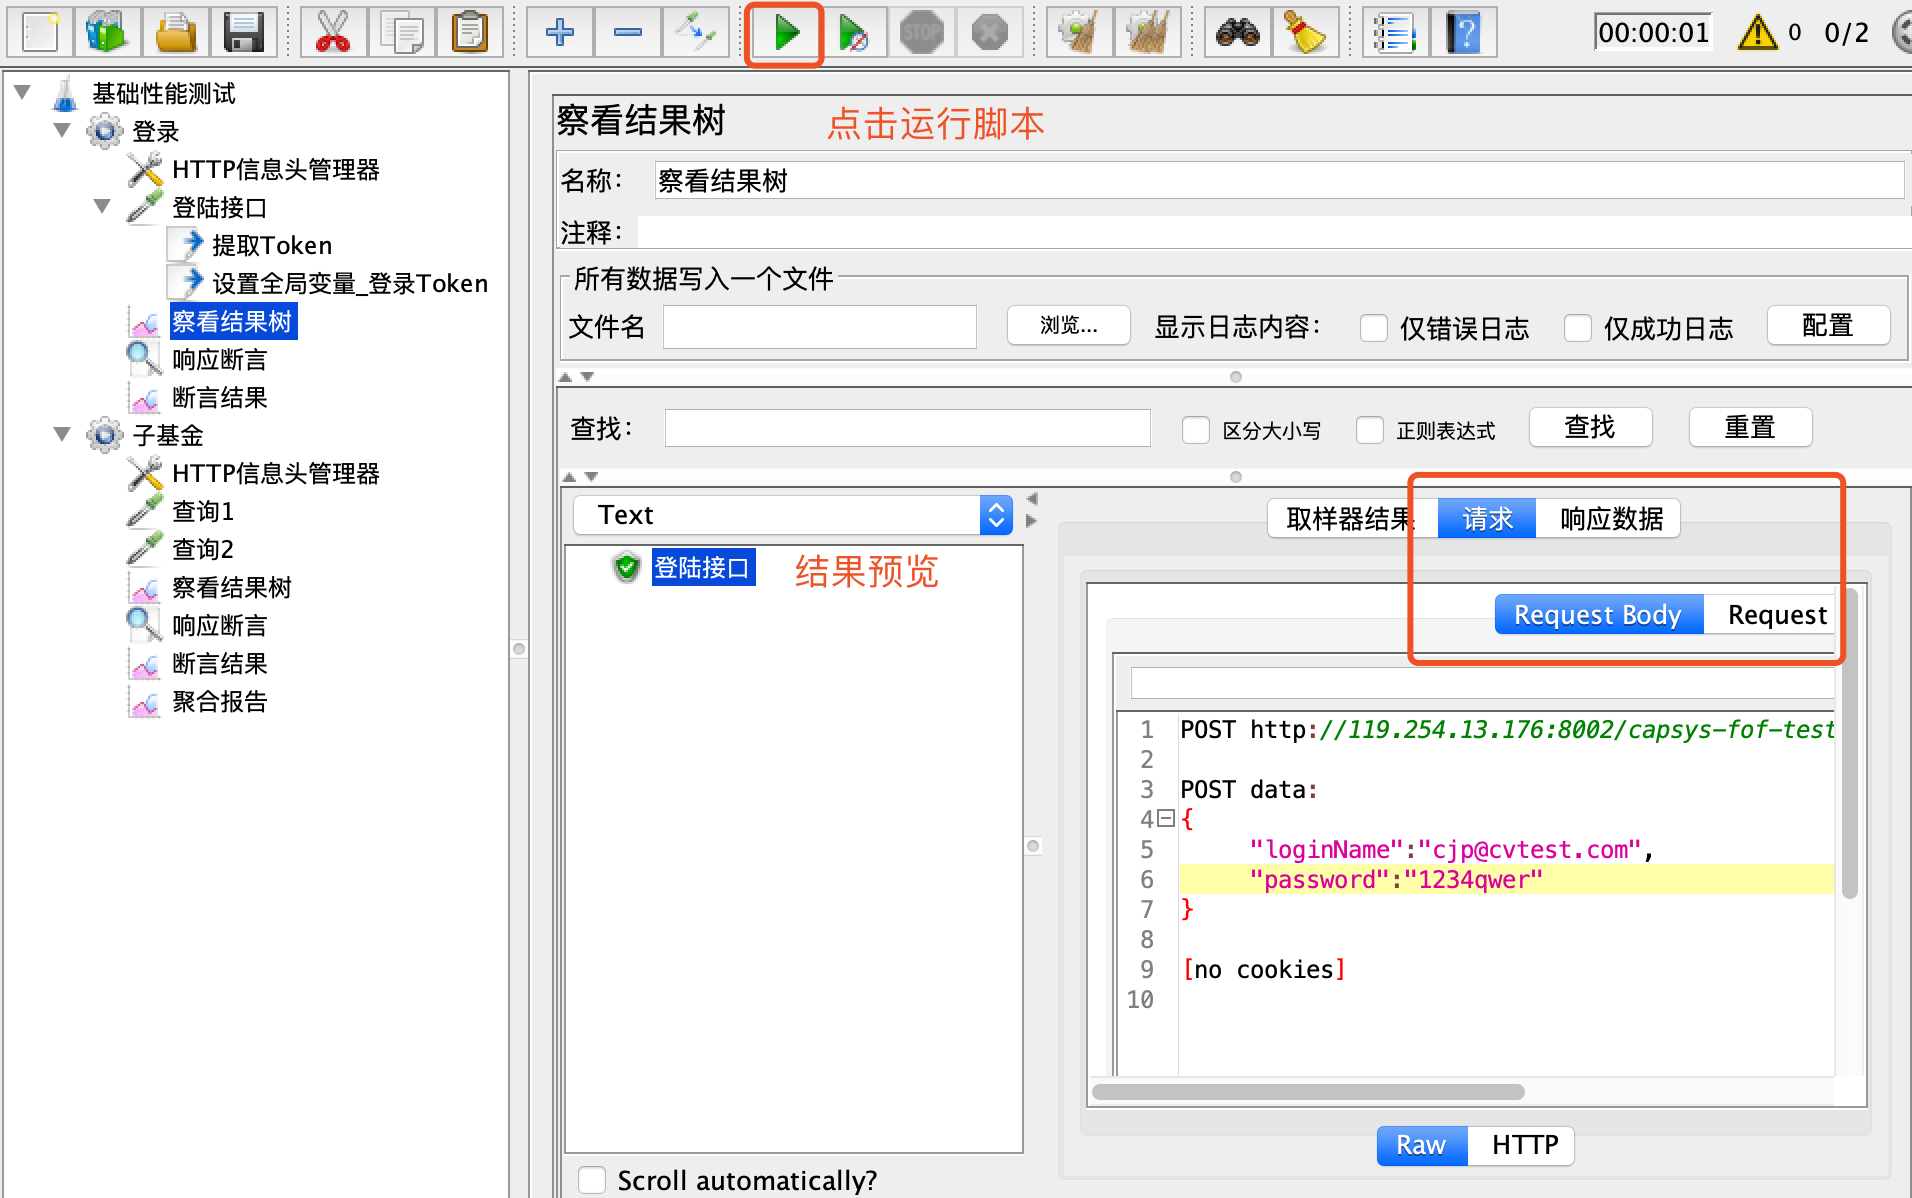 STOP
00:00:01
0
0/2
基础性能测试
登录
HTTP信息头管理器
登陆接口
提取Token
设置全局变量_登录Token
察看结果树
响应断言
断言结果
子基金
HTTP信息头管理器
查询1
查询2
察看结果树
响应断言
断言结果
聚合报告
察看结果树
点击运行脚本
名称：
察看结果树
注释：
所有数据写入一个文件
文件名
浏览...
显示日志内容：
仅错误日志
仅成功日志
配置
查找：
区分大小写
正则表达式
查找
重置
Text
登陆接口
结果预览
取样器结果
请求
响应数据
Request Body
Request
1 POST http://119.254.13.176:8002/capsys-fof-test
2
3 POST data:
4 {
5 "loginName":"cjp@cvtest.com",
6 "password":"1234qwer"
7 }
8
9 [no cookies]
10
Raw
HTTP
Scroll automatically?